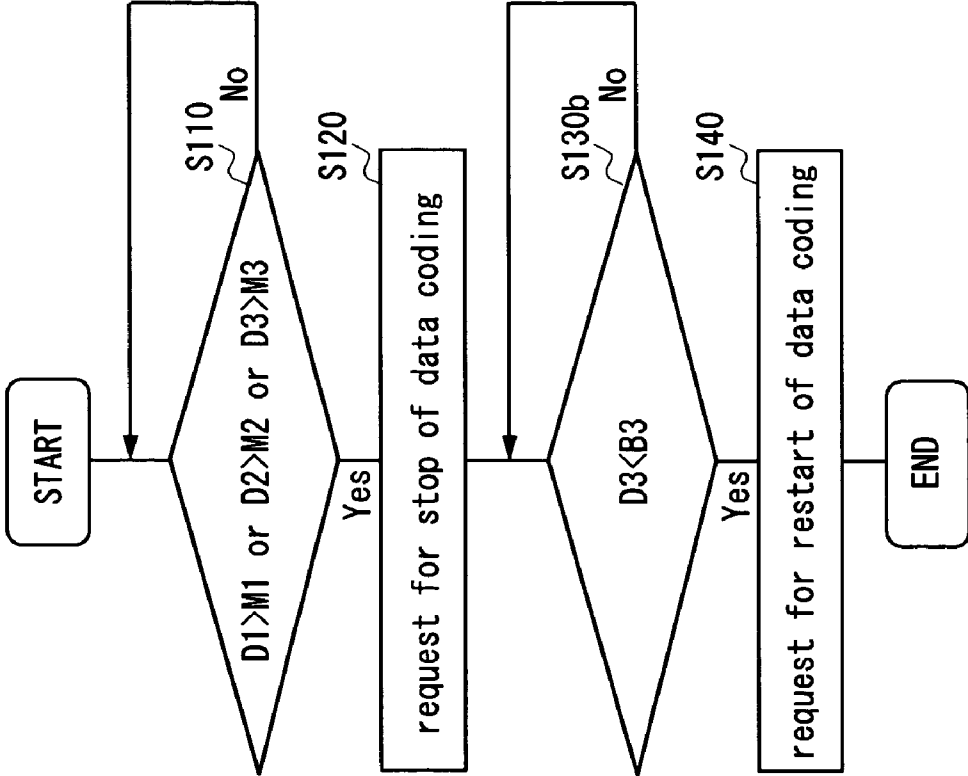 START
S110
No
D1>M1 or D2>M2 or D3>M3
Yes
S120
request for stop of data coding
S130b
No
D3<B3
Yes
S140
request for restart of data coding
END